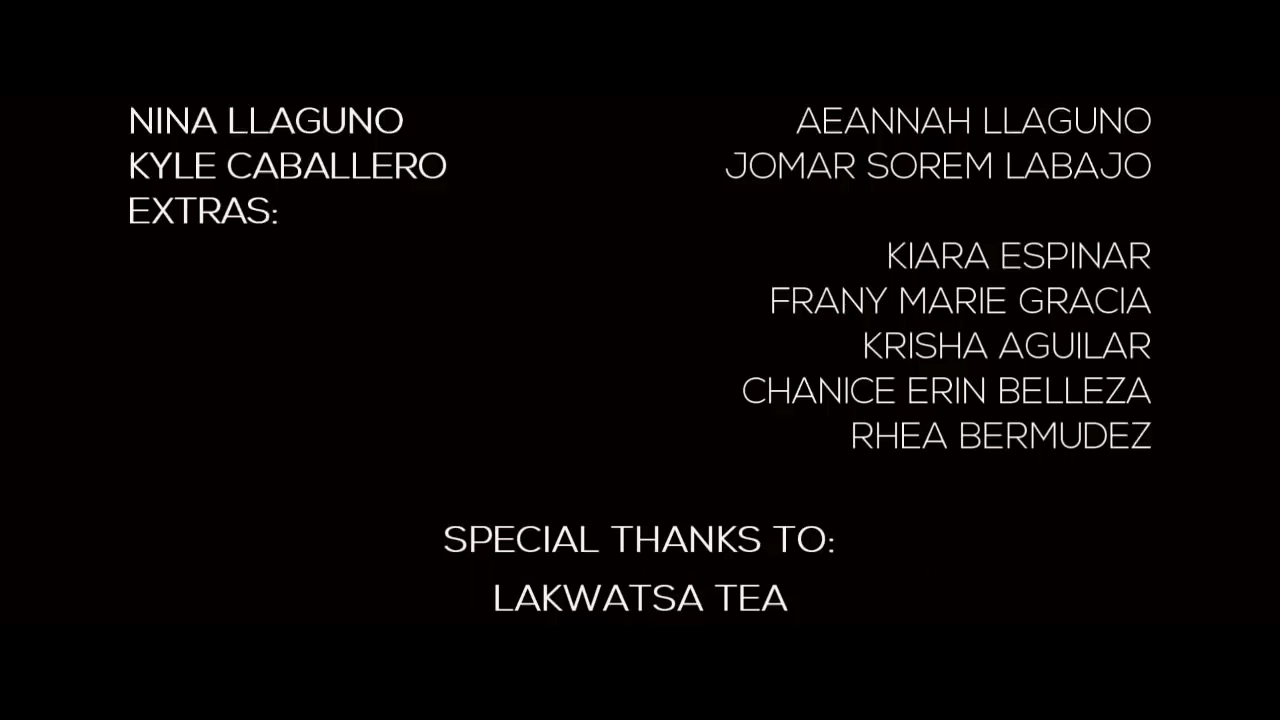 NINA LLAGUNO AEANNAH LLAGUNO
KYLE CABALLERO JOMAR SOREM LABAJO
EXTRAS:
KIARA ESPINAR
FRANY MARIE GRACIA
KRISHA AGUILAR
CHANICE ERIN BELLEZA
RHEA BERMUDEZ
SPECIAL THANKS TO:
LAKWATSA TEA